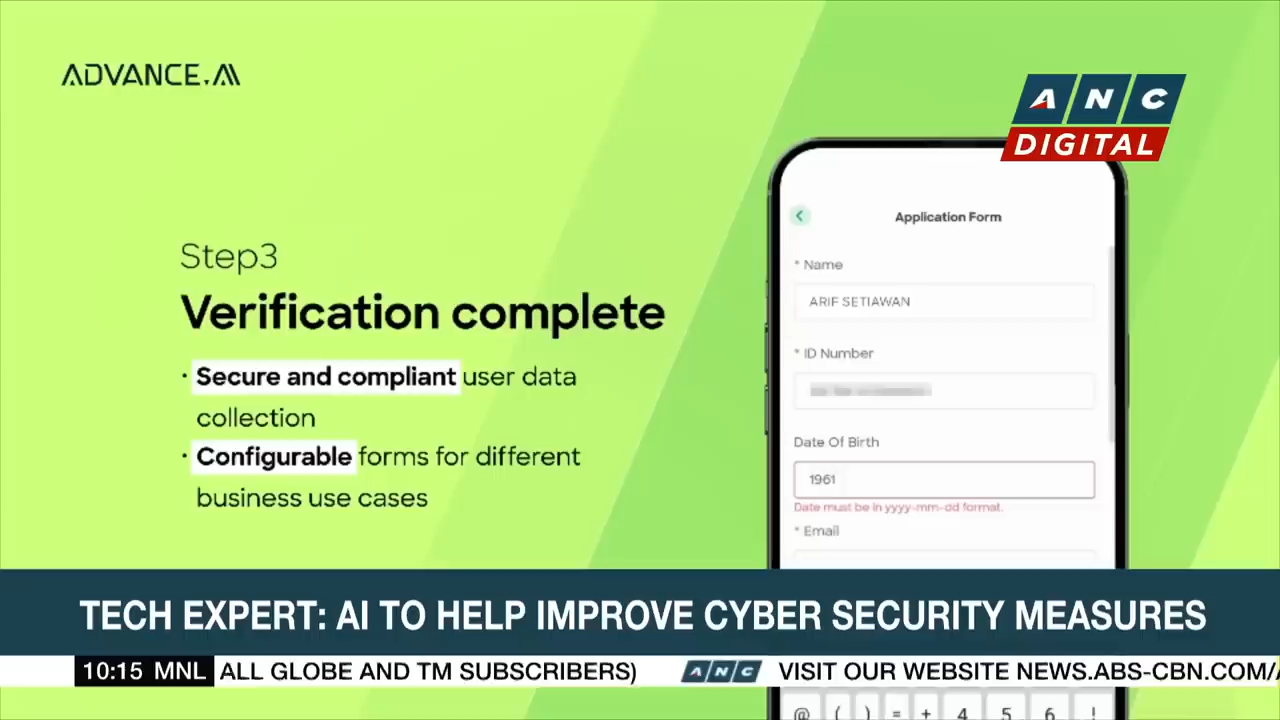 ADVANCE.AI
ANC
DIGITAL
Step3
Verification complete
· Secure and compliant user data
collection
· Configurable forms for different
business use cases
Application Form
* Name
ARIF SETIAWAN
* ID Number
Date Of Birth
1961
Date must be in yyyy-mm-dd format.
* Email
TECH EXPERT: AI TO HELP IMPROVE CYBER SECURITY MEASURES
10:15 MNL ALL GLOBE AND TM SUBSCRIBERS) ANC VISIT OUR WEBSITE NEWS.ABS-CBN.COM/
@ ( ) = + 4 5 6 !